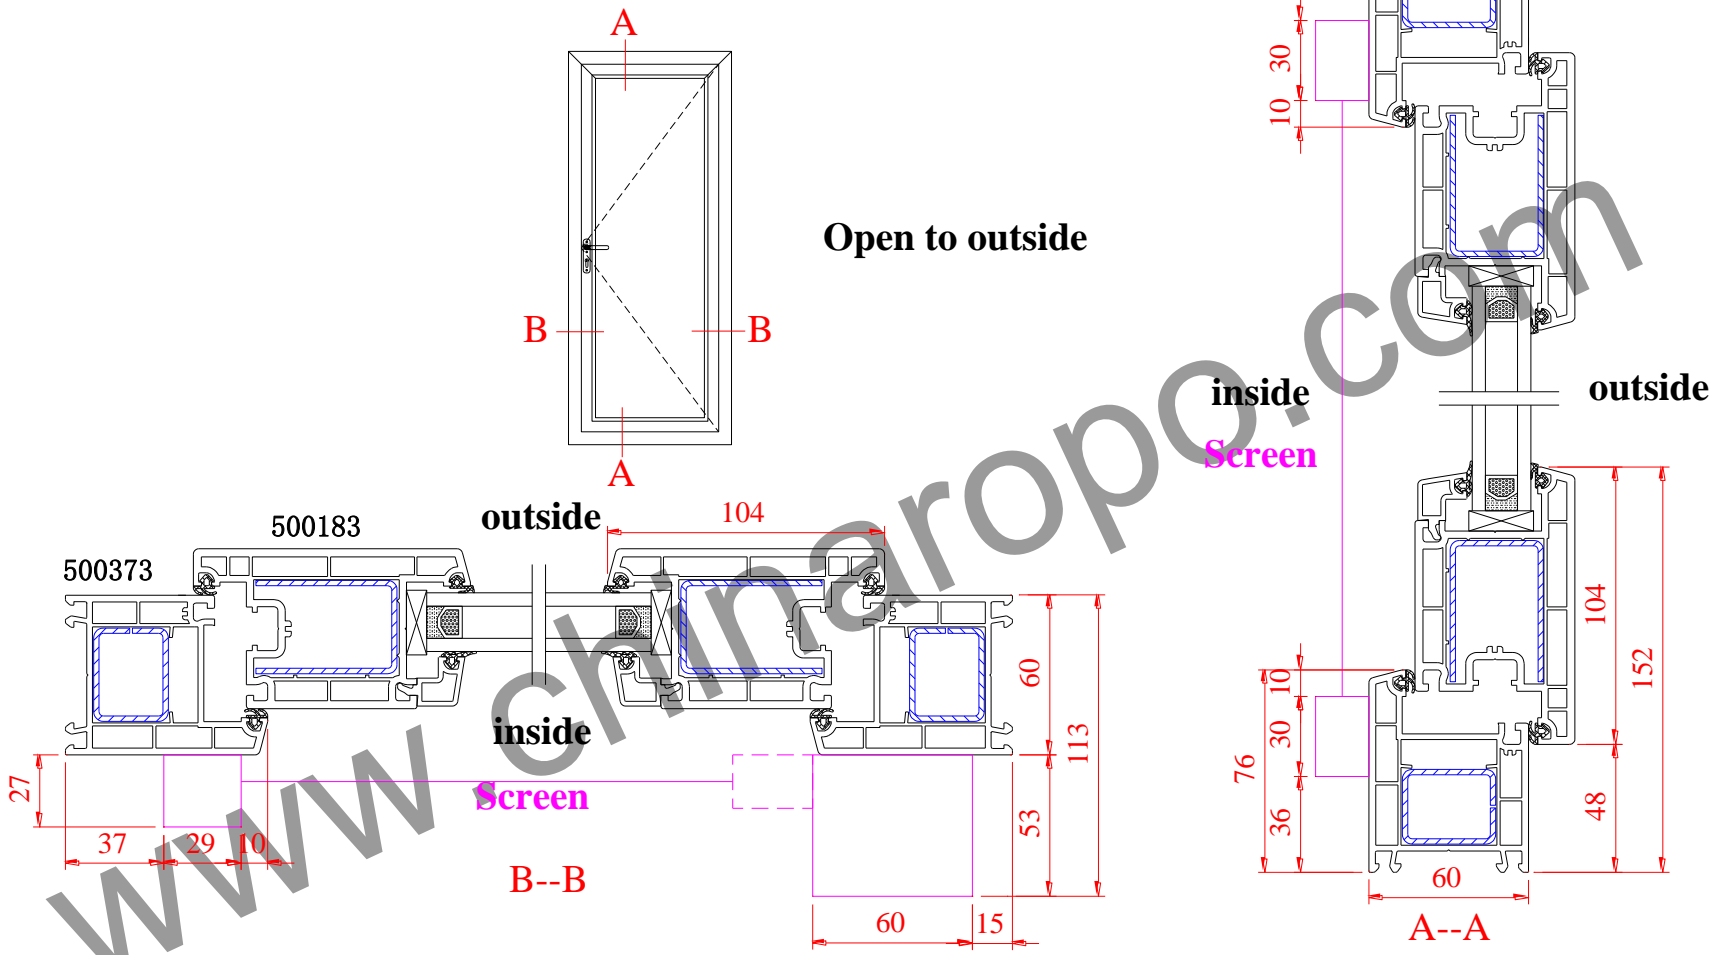 A
30
10
Open to outside
B
B
inside
outside
Screen
A
500183
outside
104
500373
60
113
inside
27
Screen
37
29
10
53
B--B
60
15
104
152
10
30
76
36
48
60
A--A
www.chinaropo.com